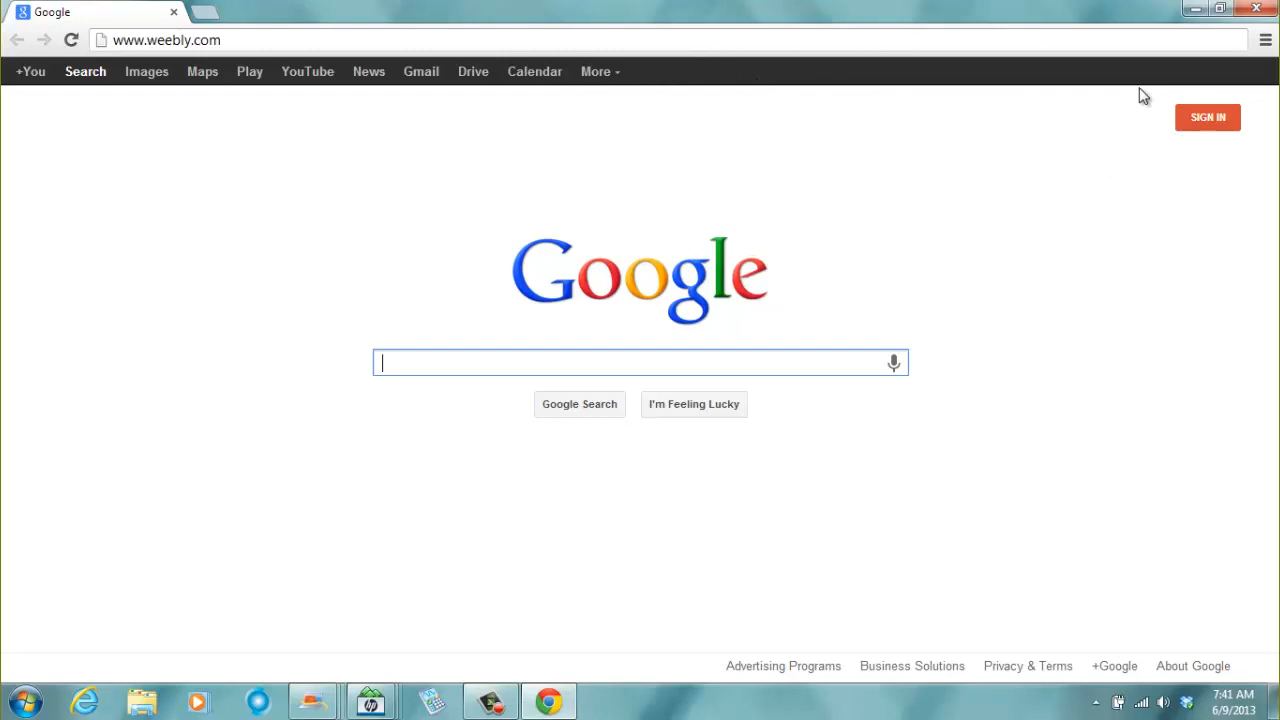 Google
www.weebly.com
+You Search Images Maps Play YouTube News Gmail Drive Calendar More
SIGN IN
Google
Google Search I'm Feeling Lucky
Advertising Programs Business Solutions Privacy & Terms +Google About Google
7:41 AM
6/9/2013